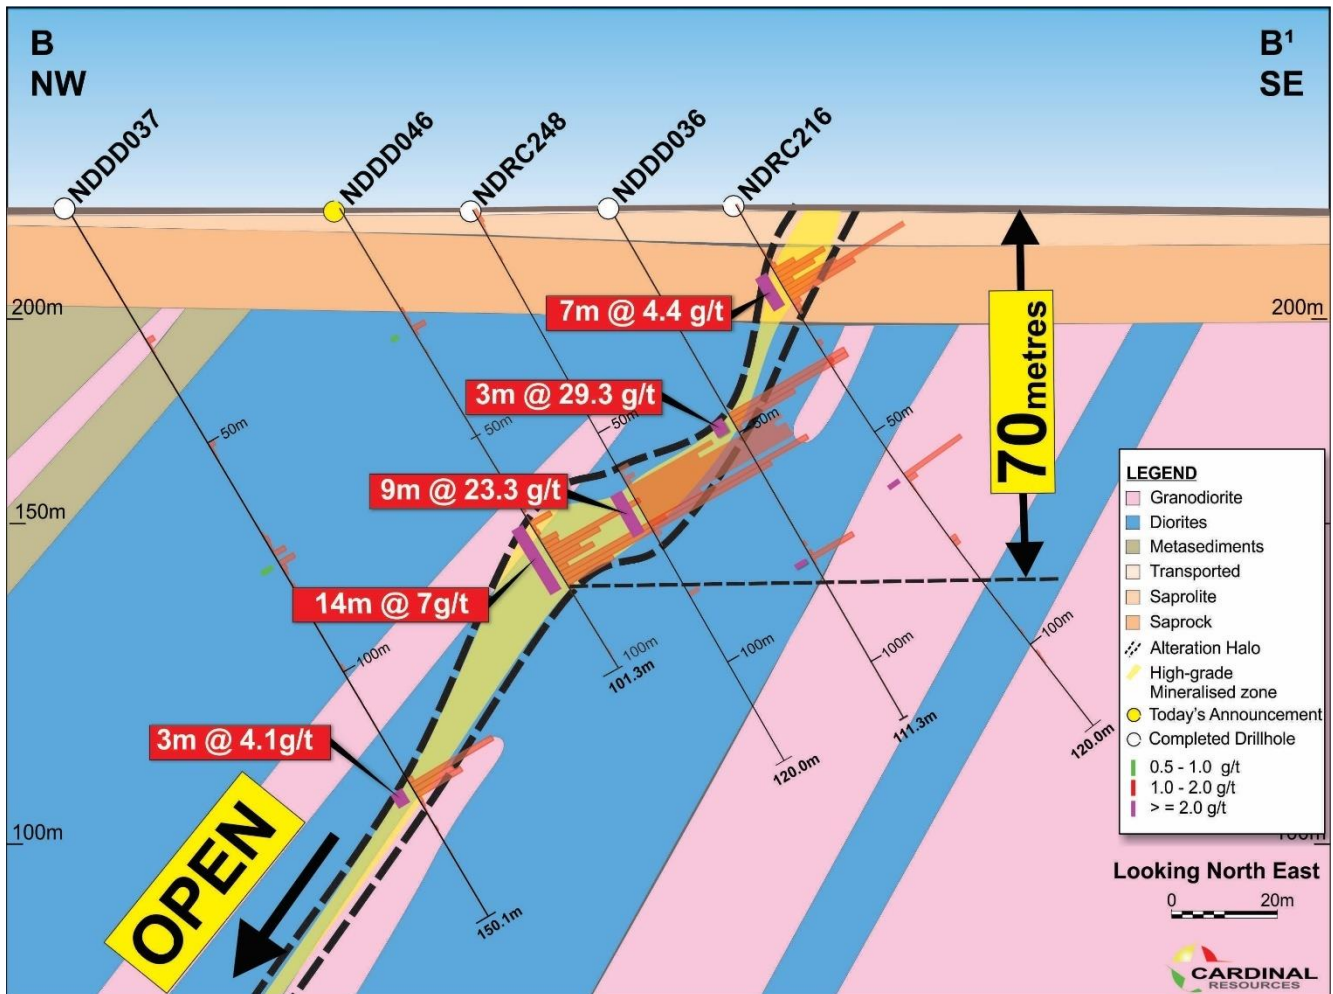 B
NW
B¹
SE
NDDD037
NDDD046
NDRC248
NDDD036
NDRC216
7m @ 4.4 g/t
3m @ 29.3 g/t
9m @ 23.3 g/t
14m @ 7g/t
3m @ 4.1g/t
200m
200m
150m
100m
100m
50m
50m
50m
50m
50m
100m
100m
100m
100m
100m
101.3m
120.0m
111.3m
120.0m
150.1m
70 metres
OPEN
LEGEND
Granodiorite
Diorites
Metasediments
Transported
Saprolite
Saprock
Alteration Halo
High-grade
Mineralised zone
Today's Announcement
Completed Drillhole
0.5 - 1.0 g/t
1.0 - 2.0 g/t
> = 2.0 g/t
Looking North East
0 20m
CARDINAL
RESOURCES